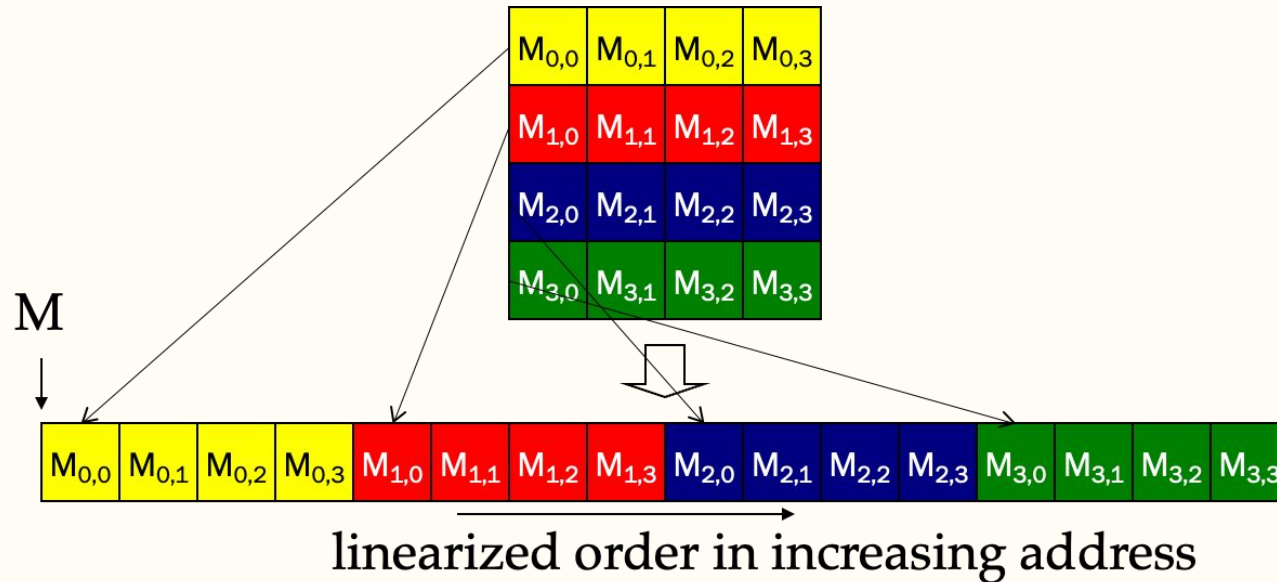 M0,0 M0,1 M0,2 M0,3
M1,0 M1,1 M1,2 M1,3
M2,0 M2,1 M2,2 M2,3
M3,0 M3,1 M3,2 M3,3
M
M0,0 M0,1 M0,2 M0,3 M1,0 M1,1 M1,2 M1,3 M2,0 M2,1 M2,2 M2,3 M3,0 M3,1 M3,2 M3,3
linearized order in increasing address